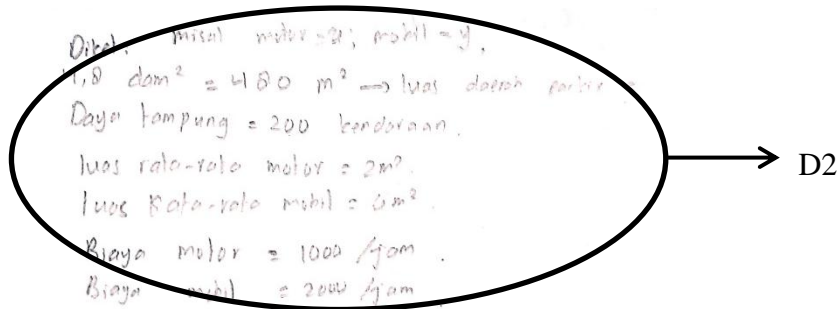 Diket. misal motor = x; mobil = y.
4,8 dam² = 480 m² → luas daerah parkir
Daya tampung = 200 kendaraan.
luas rata-rata motor = 2m².
luas Rata-rata mobil = 6m².
Biaya motor = 1000 /jam.
Biaya mobil = 2000 /jam
D2